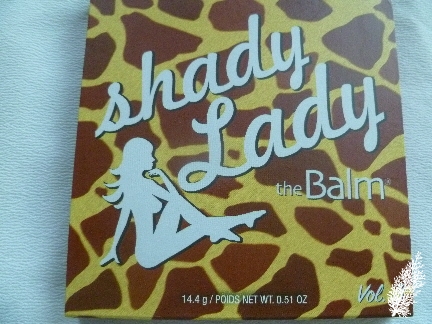 shady
Lady
the Balm®
14.4 g / POIDS NET WT. 0.51 OZ
Vol